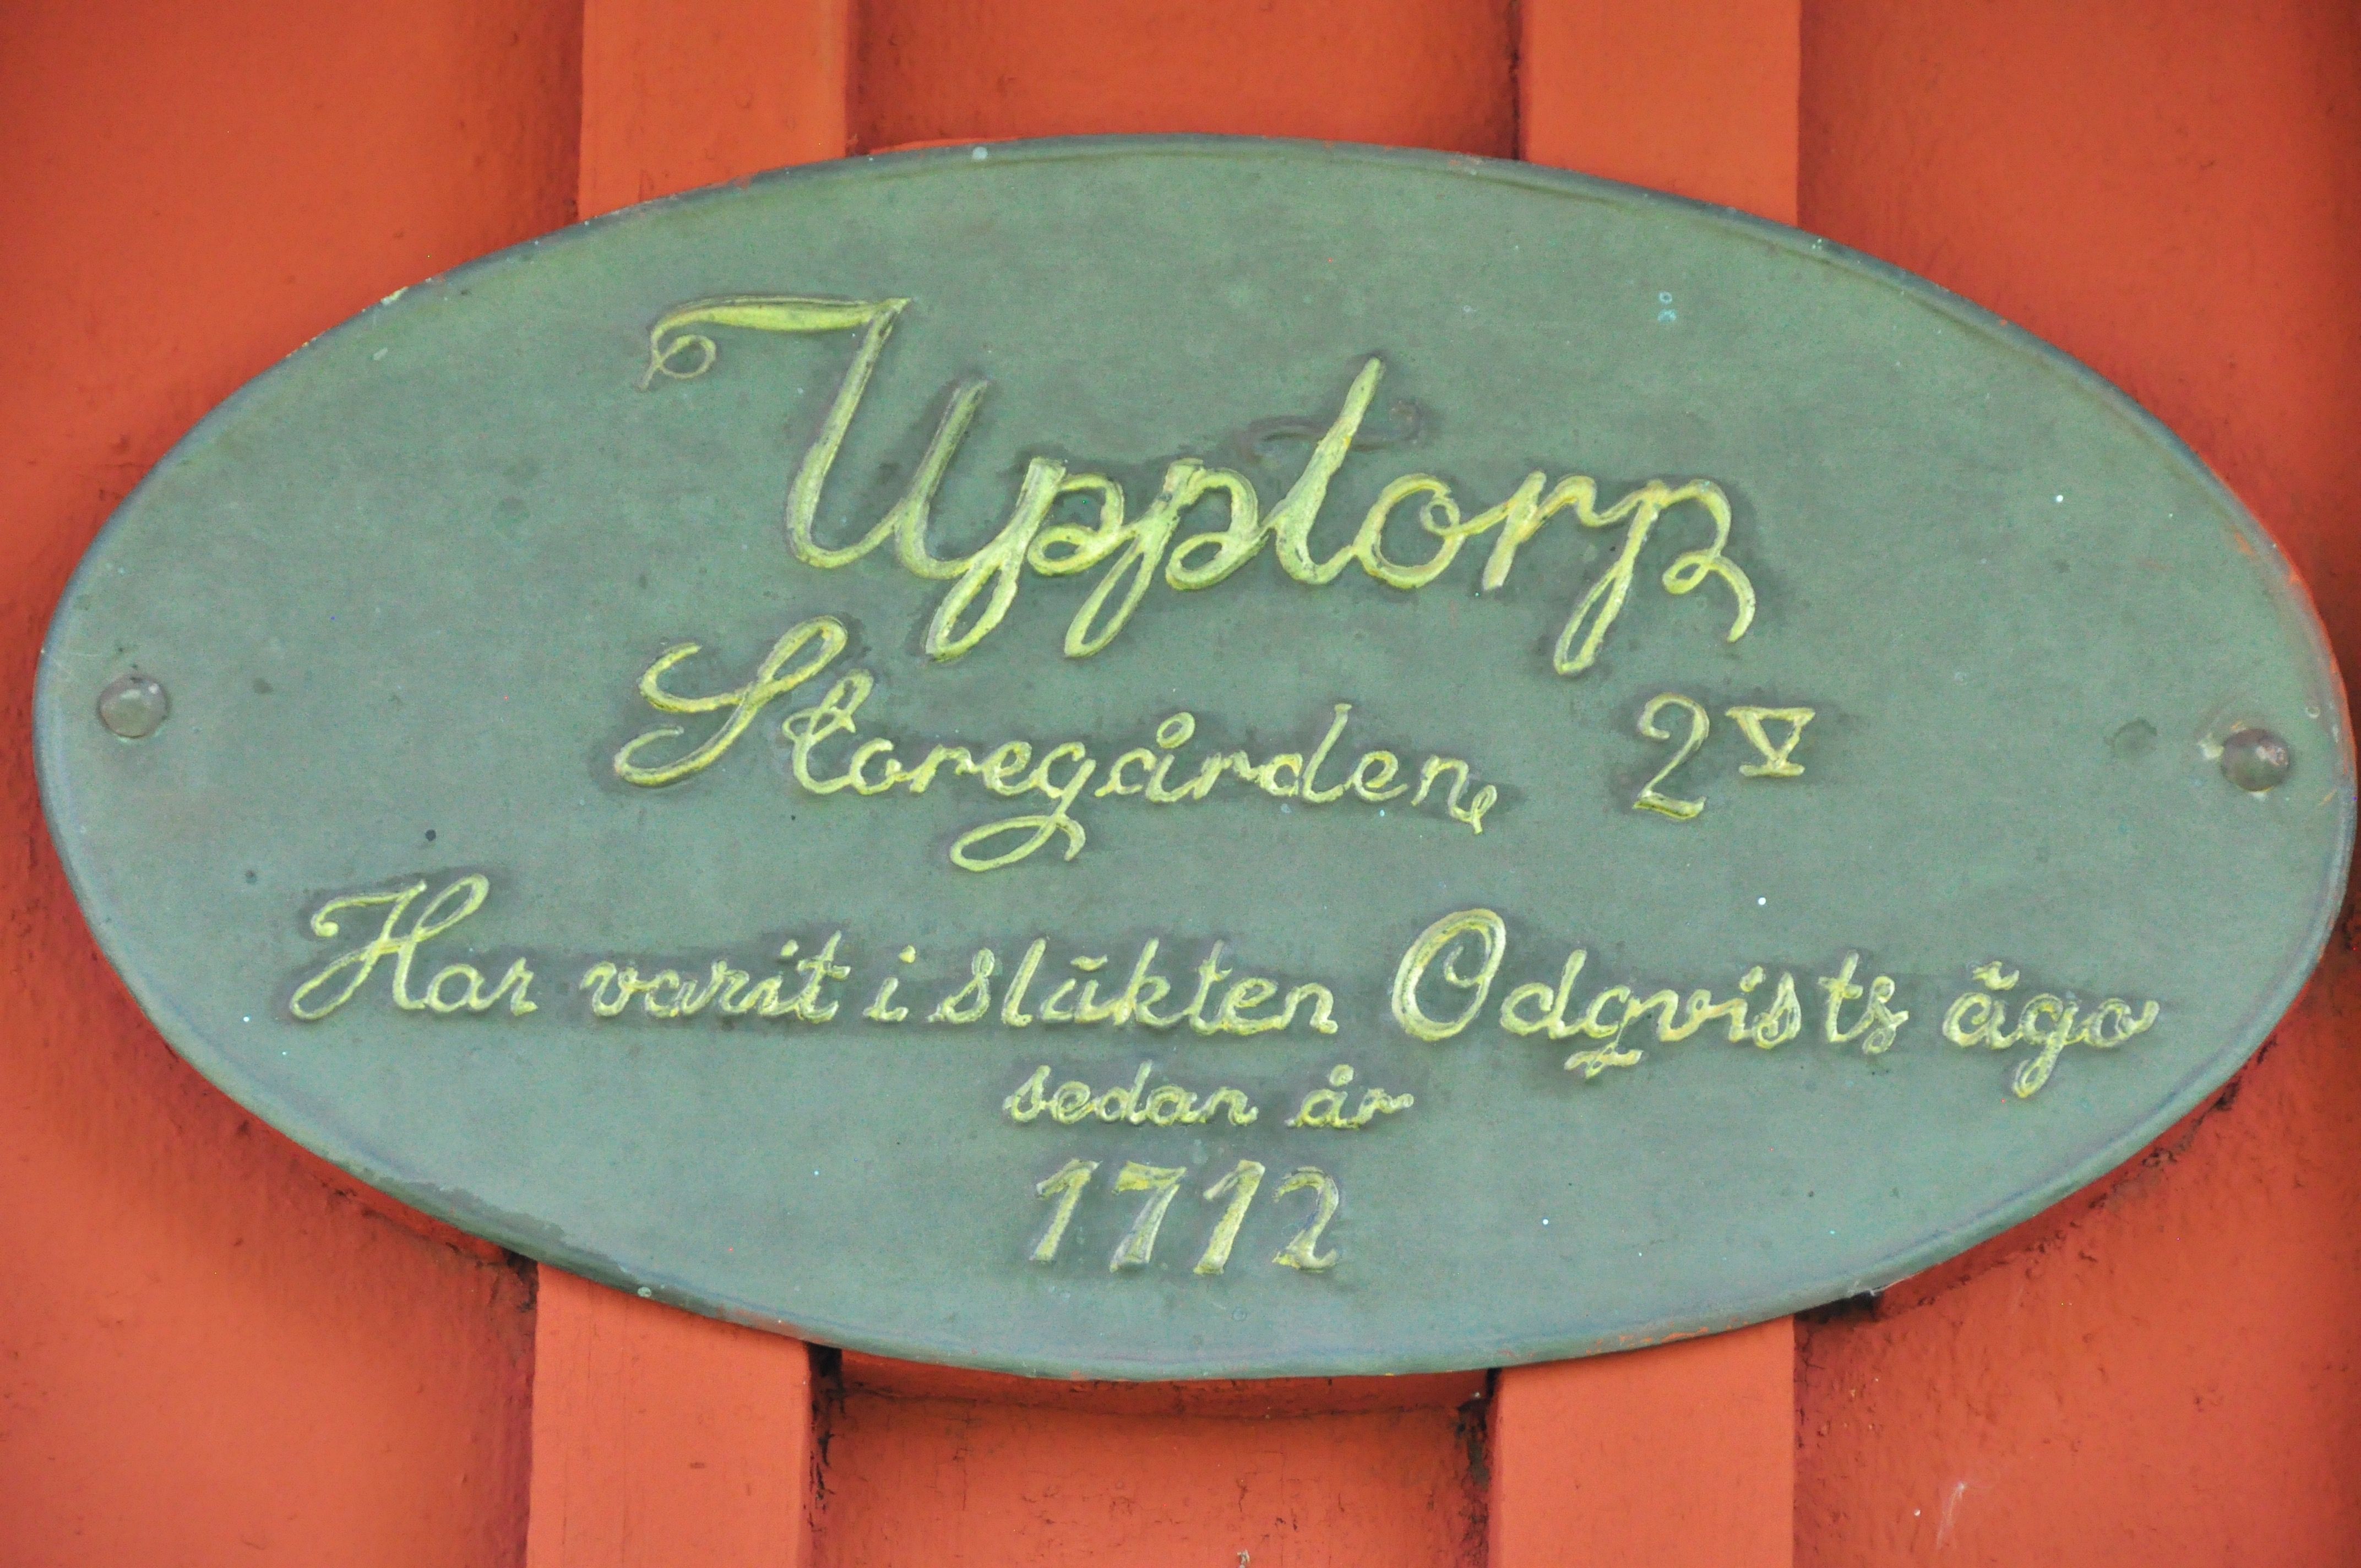 Upptorp
Storegården 2V
Har varit i släkten Odqvists ägo
sedan år
1712